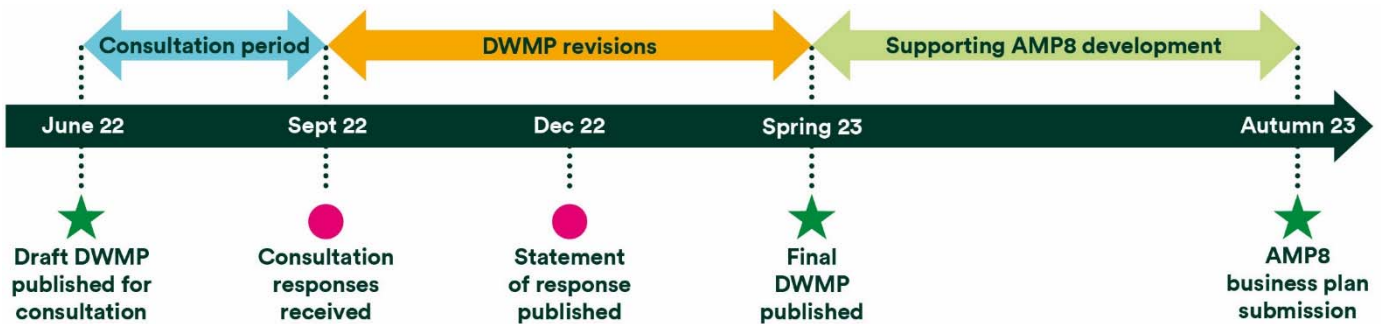 Consultation period
DWMP revisions
Supporting AMP8 development
June 22
Sept 22
Dec 22
Spring 23
Autumn 23
Draft DWMP
published for
consultation
Consultation
responses
received
Statement
of response
published
Final
DWMP
published
AMP8
business plan
submission